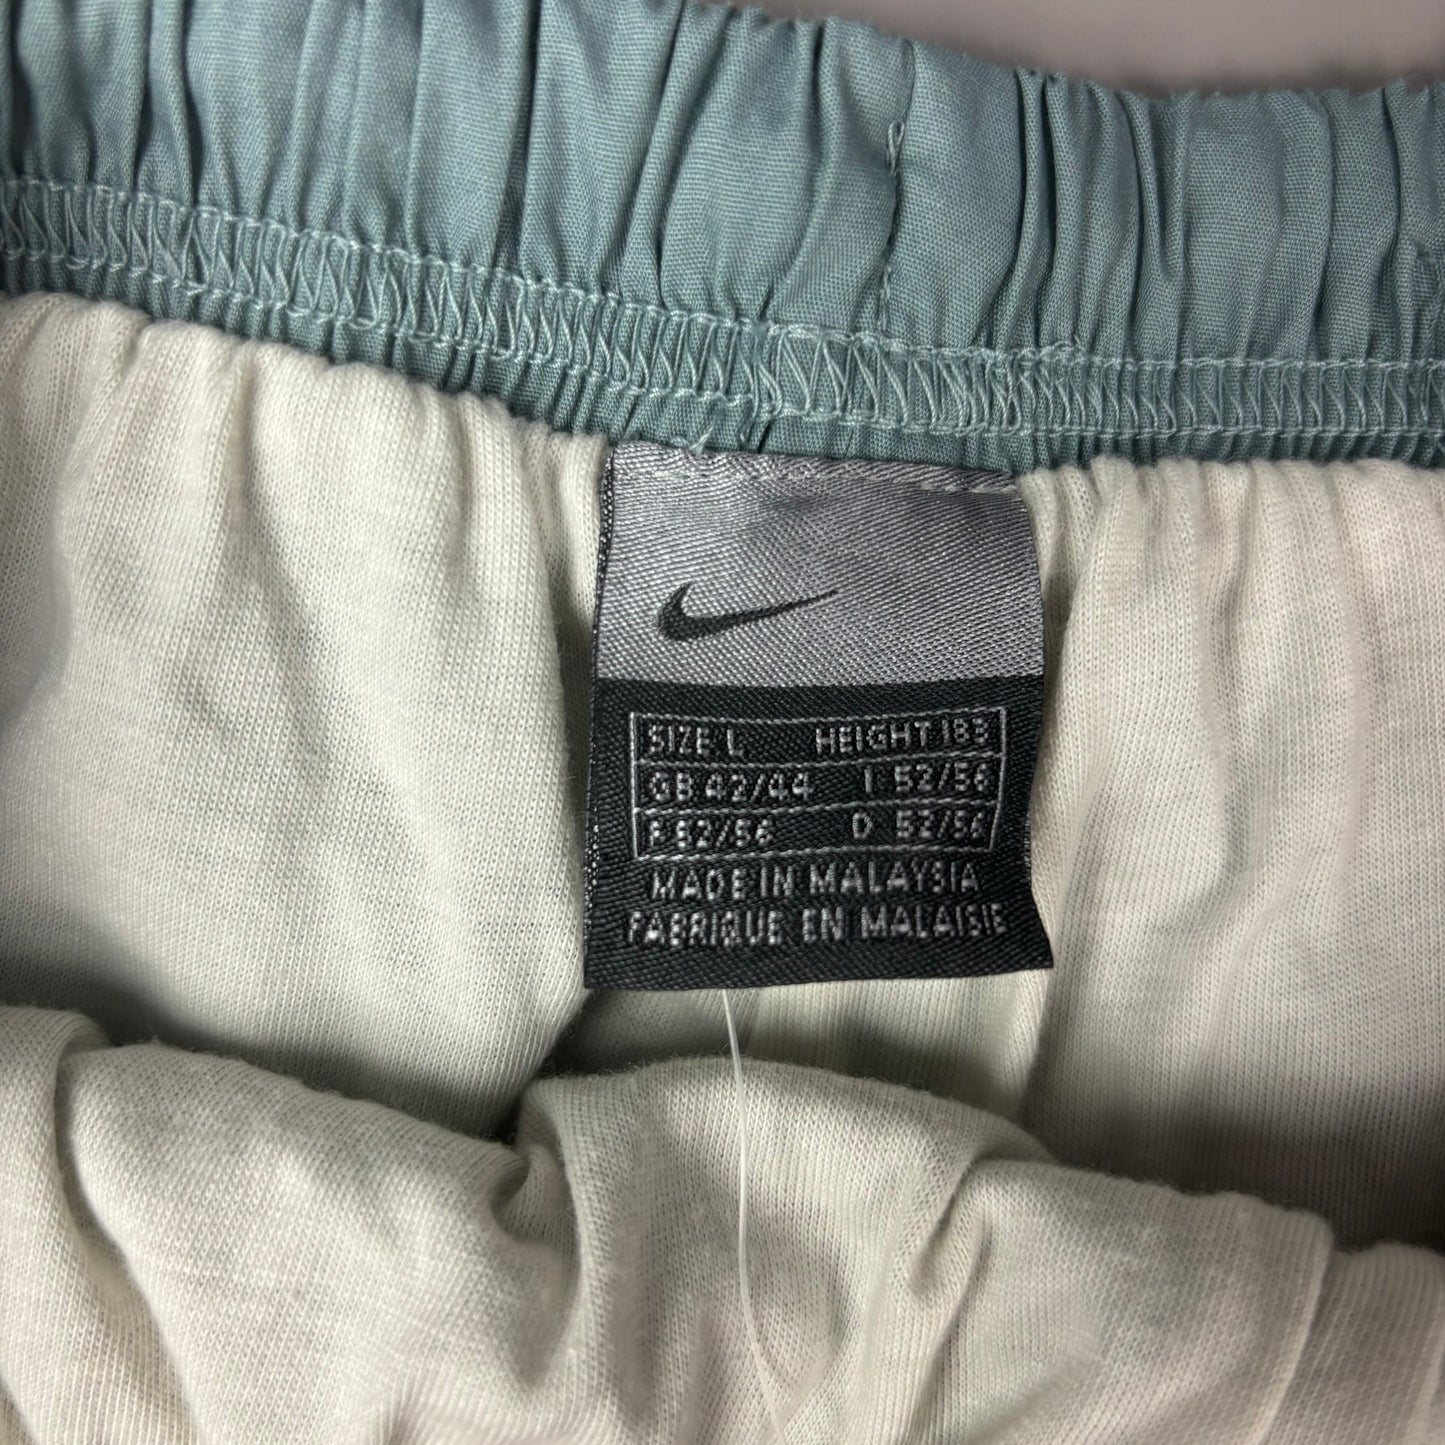 SIZE L HEIGHT 183
GB 42/44 I 52/56
F 52/56 D 52/56
MADE IN MALAYSIA
FABRIQUE EN MALAISIE